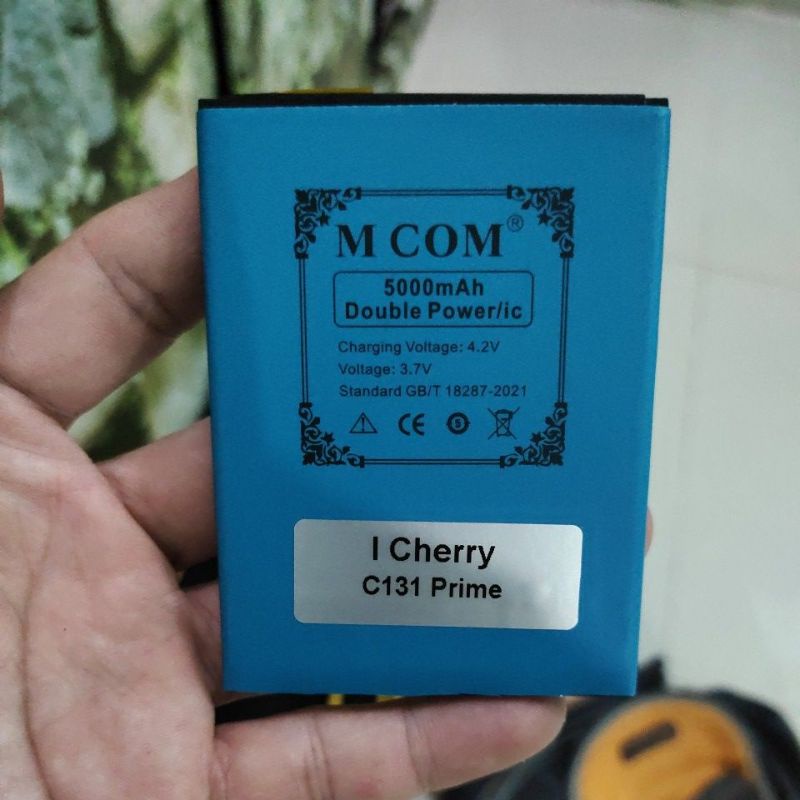 M COM®
5000mAh
Double Power/ic
Charging Voltage: 4.2V
Voltage: 3.7V
Standard GB/T 18287-2021
CE
I Cherry
C131 Prime